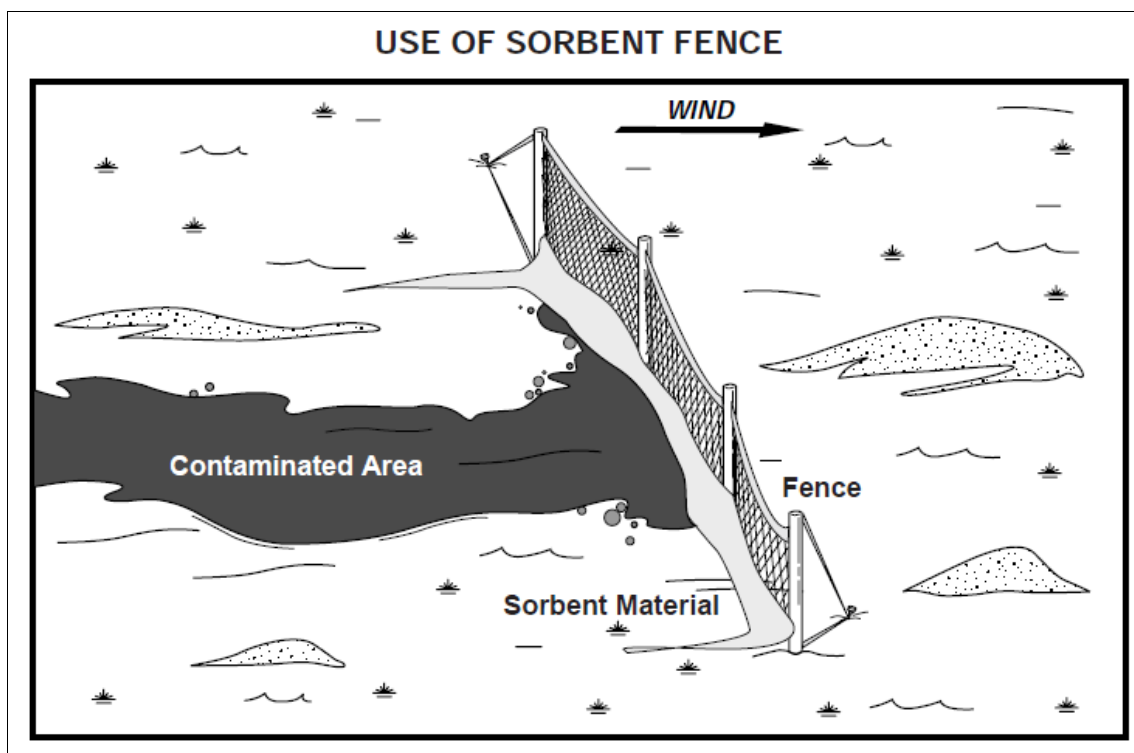 USE OF SORBENT FENCE
WIND
Contaminated Area
Fence
Sorbent Material